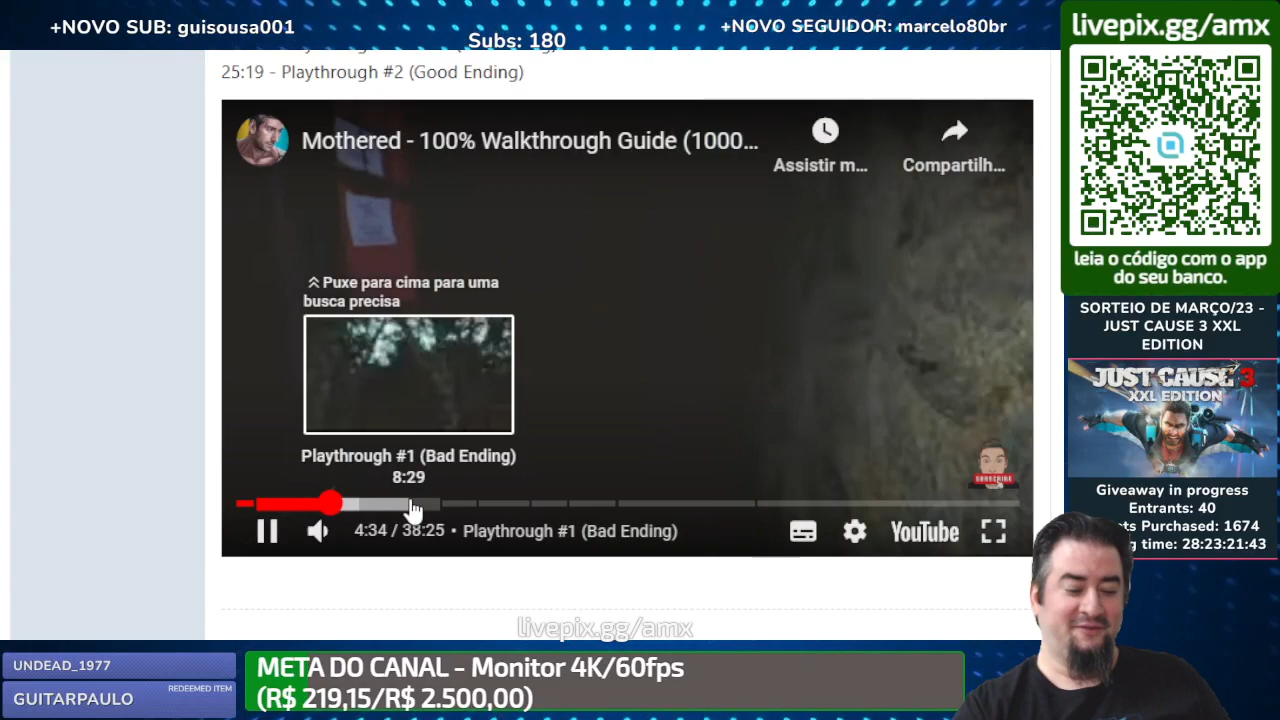 +NOVO SUB: guisousa001
Subs: 180
+NOVO SEGUIDOR: marcelo80br
livepix.gg/amx
25:19 - Playthrough #2 (Good Ending)
Mothered - 100% Walkthrough Guide (1000...
Assistir m...
Compartilh...
leia o código com o app
do seu banco.
Puxe para cima para uma
busca precisa
SORTEIO DE MARÇO/23 -
JUST CAUSE 3 XXL
EDITION
JUST CAUSE 3
XXL EDITION
Playthrough #1 (Bad Ending)
8:29
SUBSCRIBE
4:34 / 38:25 • Playthrough #1 (Bad Ending)
YouTube
Giveaway in progress
Entrants: 40
ts Purchased: 1674
g time: 28:23:21:43
livepix.gg/amx
UNDEAD_1977
GUITARPAULO
REDEEMED ITEM
META DO CANAL - Monitor 4K/60fps
(R$ 219,15/R$ 2.500,00)